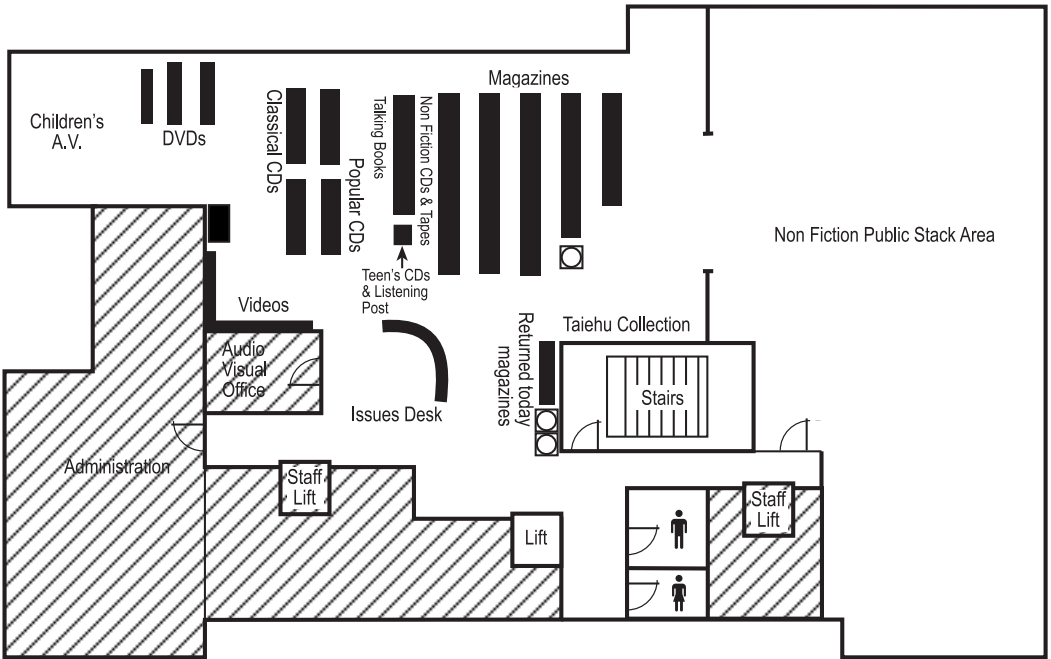 Magazines
Children's
A.V.
DVDs
Classical CDs
Popular CDs
Talking Books
Non Fiction CDs & Tapes
Non Fiction Public Stack Area
Teen's CDs
& Listening
Post
Videos
Returned today
magazines
Taiehu Collection
Audio
Visual
Office
Stairs
Issues Desk
Administration
Staff
Lift
Staff
Lift
Lift